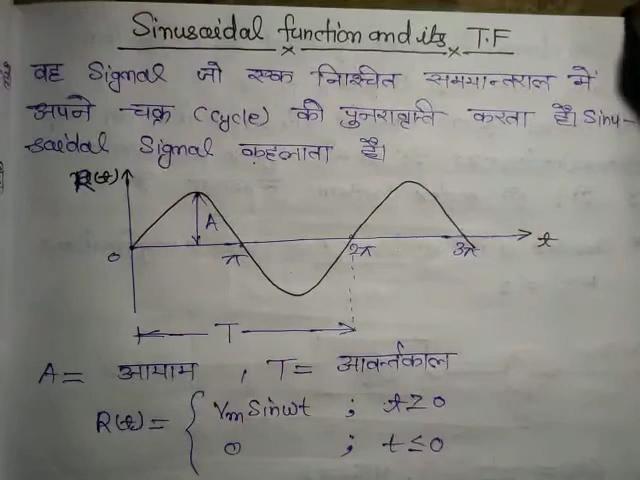 Sinusoidal function and its T.F
वह Signal जो एक निश्चित समयान्तराल में
अपने चक्र (Cycle) की पुनरावृत्ति करता है। Sinu-
soidal Signal कहलाता है।
R(t)
A
0
π
2π
3π
t
T
A = आयाम , T = आवर्तकाल
R(t) = { Vm Sinωt ; t ≥ 0
0 ; t ≤ 0